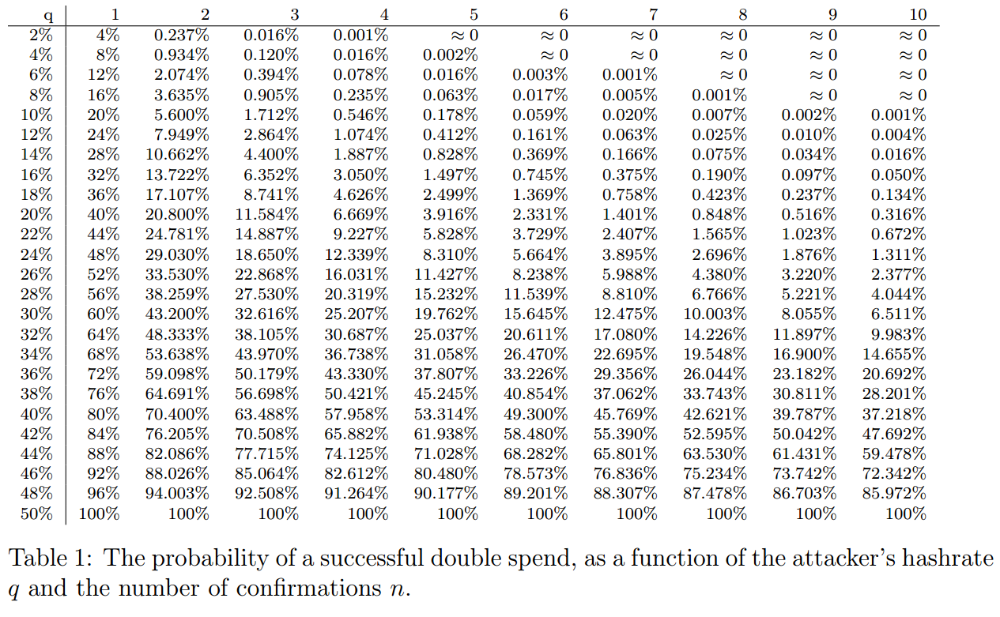 q 1 2 3 4 5 6 7 8 9 10
2% 4% 0.237% 0.016% 0.001% ≈ 0 ≈ 0 ≈ 0 ≈ 0 ≈ 0 ≈ 0
4% 8% 0.934% 0.120% 0.016% 0.002% ≈ 0 ≈ 0 ≈ 0 ≈ 0 ≈ 0
6% 12% 2.074% 0.394% 0.078% 0.016% 0.003% 0.001% ≈ 0 ≈ 0 ≈ 0
8% 16% 3.635% 0.905% 0.235% 0.063% 0.017% 0.005% 0.001% ≈ 0 ≈ 0
10% 20% 5.600% 1.712% 0.546% 0.178% 0.059% 0.020% 0.007% 0.002% 0.001%
12% 24% 7.949% 2.864% 1.074% 0.412% 0.161% 0.063% 0.025% 0.010% 0.004%
14% 28% 10.662% 4.400% 1.887% 0.828% 0.369% 0.166% 0.075% 0.034% 0.016%
16% 32% 13.722% 6.352% 3.050% 1.497% 0.745% 0.375% 0.190% 0.097% 0.050%
18% 36% 17.107% 8.741% 4.626% 2.499% 1.369% 0.758% 0.423% 0.237% 0.134%
20% 40% 20.800% 11.584% 6.669% 3.916% 2.331% 1.401% 0.848% 0.516% 0.316%
22% 44% 24.781% 14.887% 9.227% 5.828% 3.729% 2.407% 1.565% 1.023% 0.672%
24% 48% 29.030% 18.650% 12.339% 8.310% 5.664% 3.895% 2.696% 1.876% 1.311%
26% 52% 33.530% 22.868% 16.031% 11.427% 8.238% 5.988% 4.380% 3.220% 2.377%
28% 56% 38.259% 27.530% 20.319% 15.232% 11.539% 8.810% 6.766% 5.221% 4.044%
30% 60% 43.200% 32.616% 25.207% 19.762% 15.645% 12.475% 10.003% 8.055% 6.511%
32% 64% 48.333% 38.105% 30.687% 25.037% 20.611% 17.080% 14.226% 11.897% 9.983%
34% 68% 53.638% 43.970% 36.738% 31.058% 26.470% 22.695% 19.548% 16.900% 14.655%
36% 72% 59.098% 50.179% 43.330% 37.807% 33.226% 29.356% 26.044% 23.182% 20.692%
38% 76% 64.691% 56.698% 50.421% 45.245% 40.854% 37.062% 33.743% 30.811% 28.201%
40% 80% 70.400% 63.488% 57.958% 53.314% 49.300% 45.769% 42.621% 39.787% 37.218%
42% 84% 76.205% 70.508% 65.882% 61.938% 58.480% 55.390% 52.595% 50.042% 47.692%
44% 88% 82.086% 77.715% 74.125% 71.028% 68.282% 65.801% 63.530% 61.431% 59.478%
46% 92% 88.026% 85.064% 82.612% 80.480% 78.573% 76.836% 75.234% 73.742% 72.342%
48% 96% 94.003% 92.508% 91.264% 90.177% 89.201% 88.307% 87.478% 86.703% 85.972%
50% 100% 100% 100% 100% 100% 100% 100% 100% 100% 100%
Table 1: The probability of a successful double spend, as a function of the attacker's hashrate
q and the number of confirmations n.